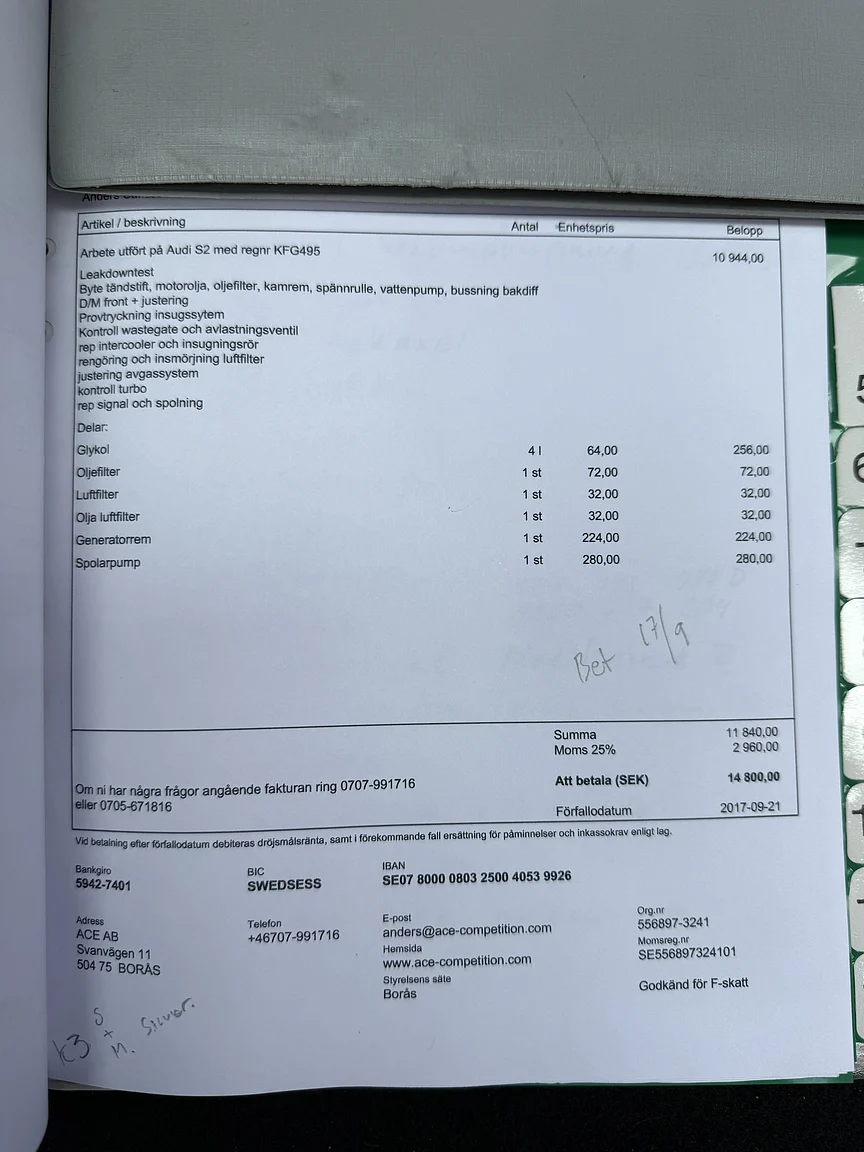 Anders
Artikel / beskrivning Antal Enhetspris Belopp
Arbete utfört på Audi S2 med regnr KFG495 10 944,00
Leakdowntest
Byte tändstift, motorolja, oljefilter, kamrem, spännrulle, vattenpump, bussning bakdiff
D/M front + justering
Provtryckning insugssytem
Kontroll wastegate och avlastningsventil
rep intercooler och insugningsrör
rengöring och insmörjning luftfilter
justering avgassystem
kontroll turbo
rep signal och spolning
Delar:
Glykol 4 l 64,00 256,00
Oljefilter 1 st 72,00 72,00
Luftfilter 1 st 32,00 32,00
Olja luftfilter 1 st 32,00 32,00
Generatorrem 1 st 224,00 224,00
Spolarpump 1 st 280,00 280,00
Bet 17/9
Summa 11 840,00
Moms 25% 2 960,00
Att betala (SEK) 14 800,00
Förfallodatum 2017-09-21
Om ni har några frågor angående fakturan ring 0707-991716
eller 0705-671816
Vid betalning efter förfallodatum debiteras dröjsmålsränta, samt i förekommande fall ersättning för påminnelser och inkassokrav enligt lag.
Bankgiro BIC IBAN
5942-7401 SWEDSESS SE07 8000 0803 2500 4053 9926
Adress
ACE AB
Svanvägen 11
504 75 BORÅS
Telefon
+46707-991716
E-post
anders@ace-competition.com
Hemsida
www.ace-competition.com
Styrelsens säte
Borås
Org.nr
556897-3241
Momsreg.nr
SE556897324101
Godkänd för F-skatt
5
6